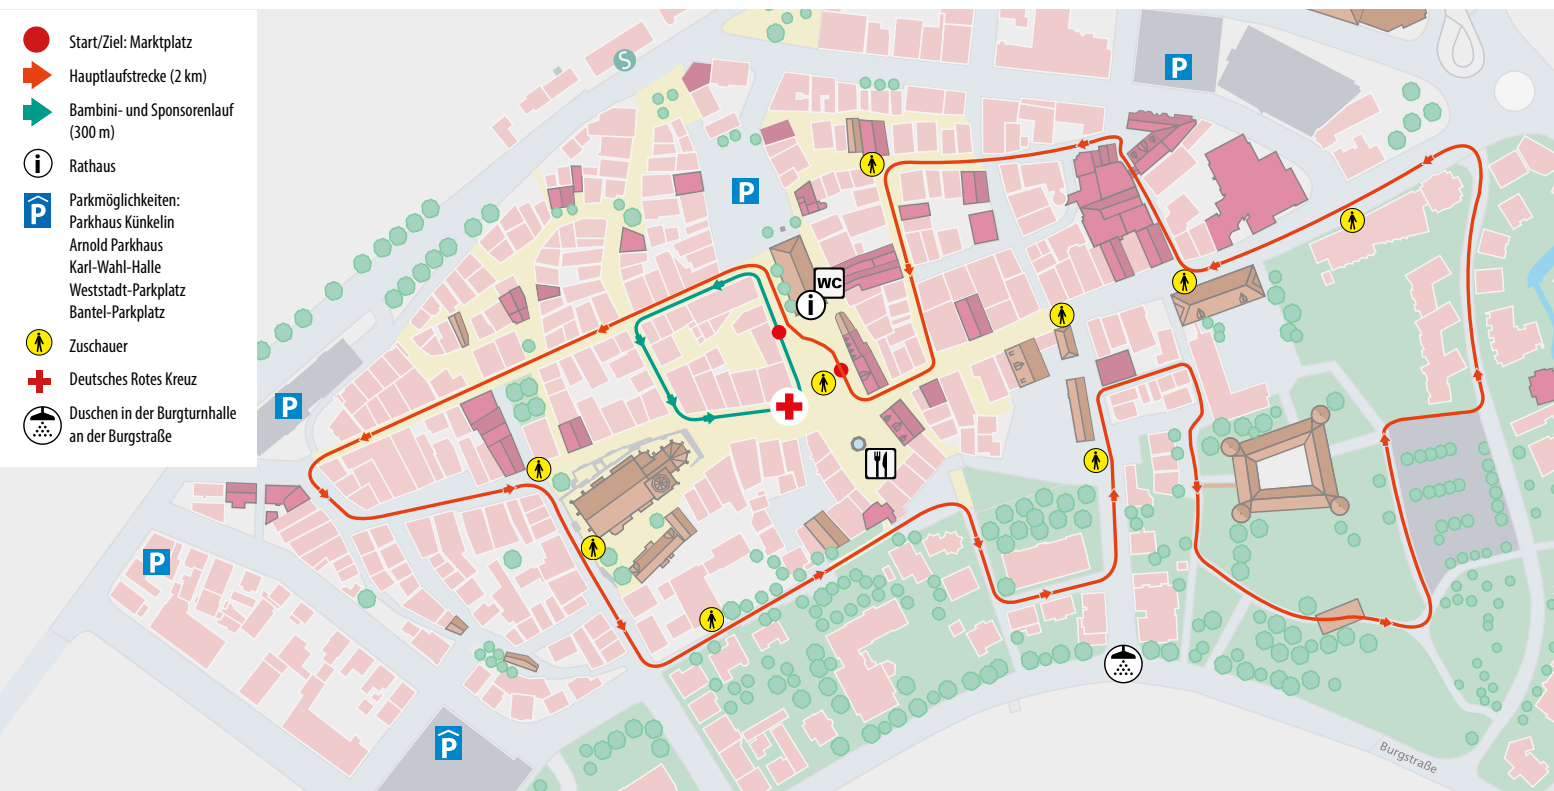 Start/Ziel: Marktplatz
Hauptlaufstrecke (2 km)
Bambini- und Sponsorenlauf
(300 m)
i
Rathaus
P
Parkmöglichkeiten:
Parkhaus Künkelin
Arnold Parkhaus
Karl-Wahl-Halle
Weststadt-Parkplatz
Bantel-Parkplatz
Zuschauer
Deutsches Rotes Kreuz
Duschen in der Burgturnhalle
an der Burgstraße
S
P
P
WC
i
P
P
P
Burgstraße